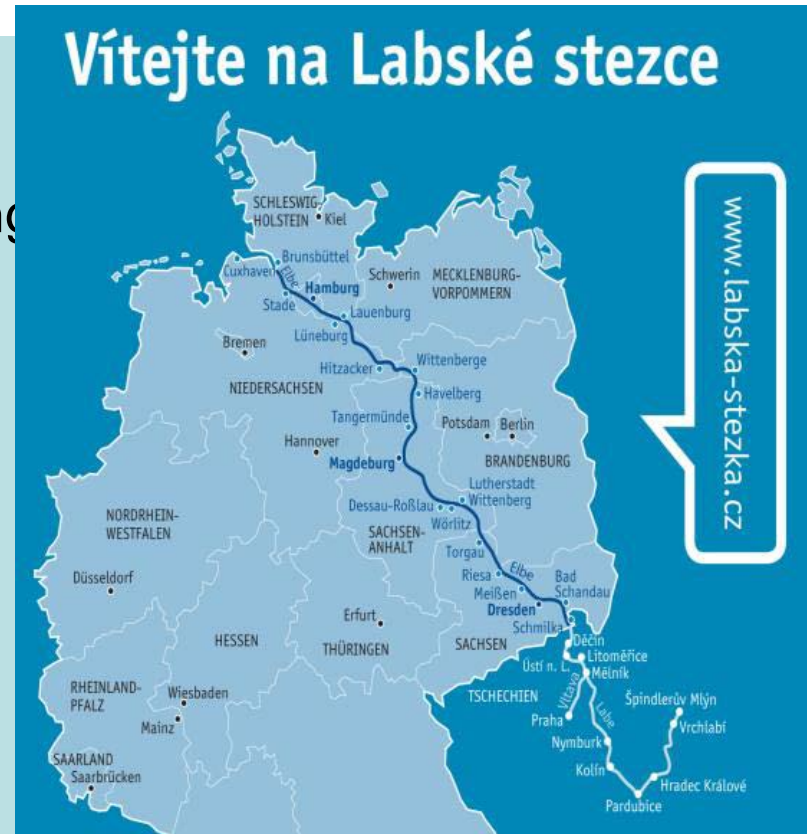 Vítejte na Labské stezce
www.labska-stezka.cz
SCHLESWIG-
HOLSTEIN
Kiel
Brunsbüttel
Cuxhaven
Elbe
Hamburg
Schwerin
MECKLENBURG-
VORPOMMERN
Stade
Lauenburg
Lüneburg
Bremen
Hitzacker
Wittenberge
NIEDERSACHSEN
Havelberg
Tangermünde
Potsdam
Berlin
Hannover
Magdeburg
BRANDENBURG
Lutherstadt
Wittenberg
Dessau-Roßlau
Wörlitz
NORDRHEIN-
WESTFALEN
SACHSEN-
ANHALT
Torgau
Düsseldorf
Riesa
Elbe
Bad
Schandau
Meißen
Dresden
Erfurt
Schmilka
HESSEN
THÜRINGEN
SACHSEN
Děčín
Litoměřice
Ústí n. L.
Mělník
RHEINLAND-
PFALZ
Wiesbaden
TSCHECHIEN
Vltava
Labe
Špindlerův Mlýn
Mainz
Praha
Vrchlabí
Nymburk
SAARLAND
Saarbrücken
Kolín
Hradec Králové
Pardubice